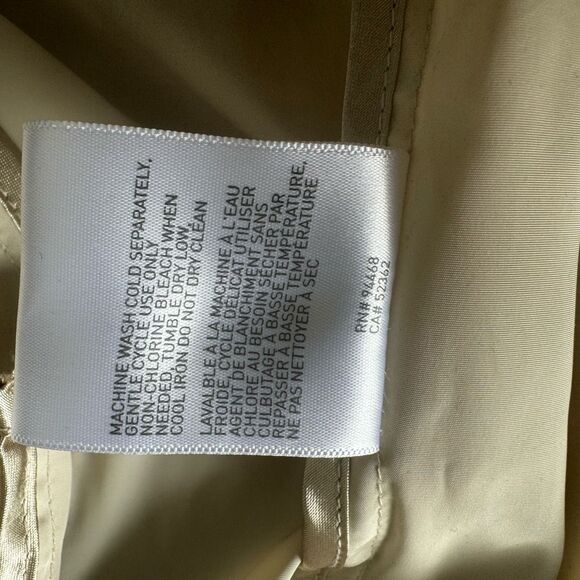 MACHINE WASH COLD SEPARATELY,
GENTLE CYCLE USE ONLY
NON-CHLORINE BLEACH WHEN
NEEDED, TUMBLE DRY LOW,
COOL IRON DO NOT DRY CLEAN
LAVALBLE À LA MACHINE À L'EAU
FROIDE, CYCLE DÉLICAT UTILISER
AGENT DE BLANCHIMENT SANS
CHLORE AU BESOIN SÈCHER PAR
CULBUTAGE À BASSE TEMPÉRATURE,
REPASSER À BASSE TEMPÉRATURE
NE PAS NETTOYER À SEC
RN# 94468
CA# 52362